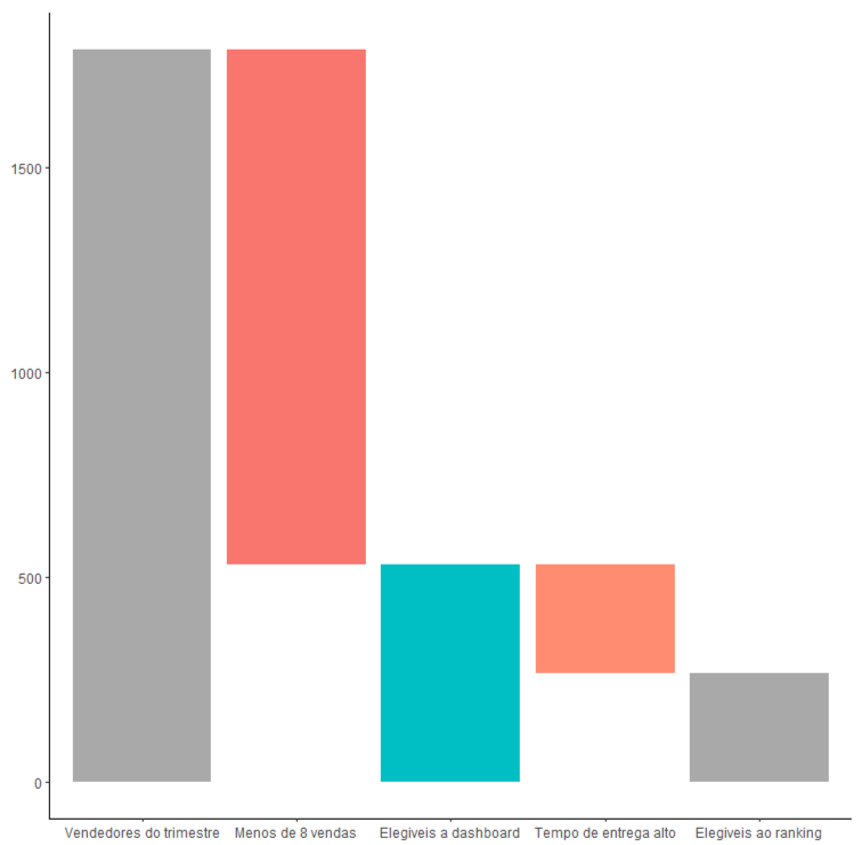 1500
1000
500
0
Vendedores do trimestre Menos de 8 vendas Elegiveis a dashboard Tempo de entrega alto Elegiveis ao ranking